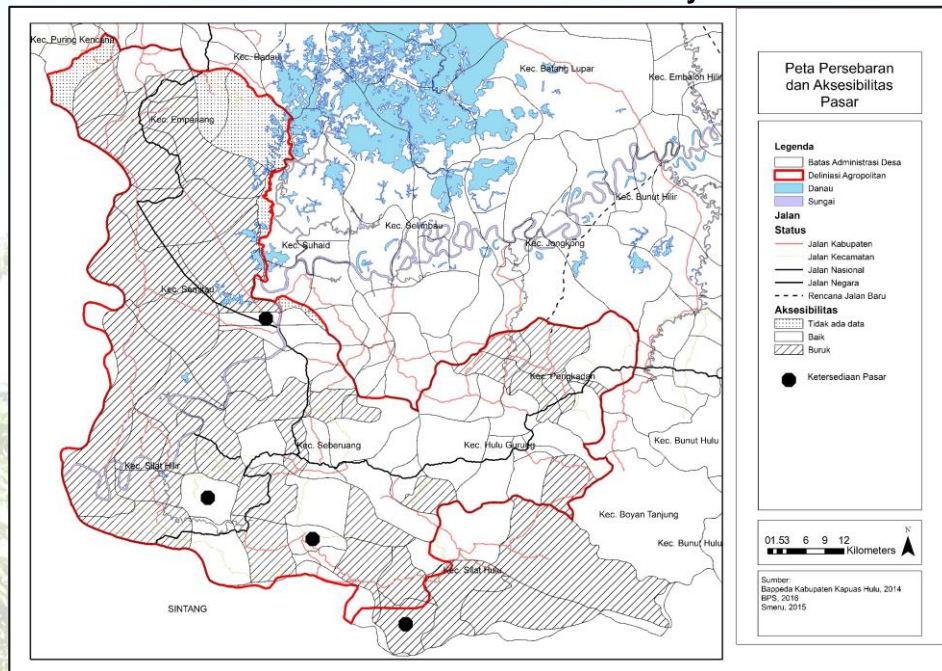 Kec. Puring Kencana
Kec. Badau
Kec. Batang Lupar
Kec. Embaloh Hilir
Kec. Empanang
Kec. Bunut Hilir
Kec. Selimbau
Kec. Suhaid
Kec. Jongkong
Kec. Semitau
Kec. Pengkadan
Kec. Seberuang
Kec. Hulu Gurung
Kec. Bunut Hulu
Kec. Silat Hilir
Kec. Boyan Tanjung
Kec. Bunut Hulu
Kec. Silat Hulu
SINTANG
Peta Persebaran
dan Aksesibilitas
Pasar
Legenda
Batas Administrasi Desa
Deliniasi Agropolitan
Danau
Sungai
Jalan
Status
Jalan Kabupaten
Jalan Kecamatan
Jalan Nasional
Jalan Negara
Rencana Jalan Baru
Aksesibilitas
Tidak ada data
Baik
Buruk
Ketersediaan Pasar
N
01.53 6 9 12
Kilometers
Sumber:
Bappeda Kabupaten Kapuas Hulu, 2014
BPS, 2016
Smeru, 2015